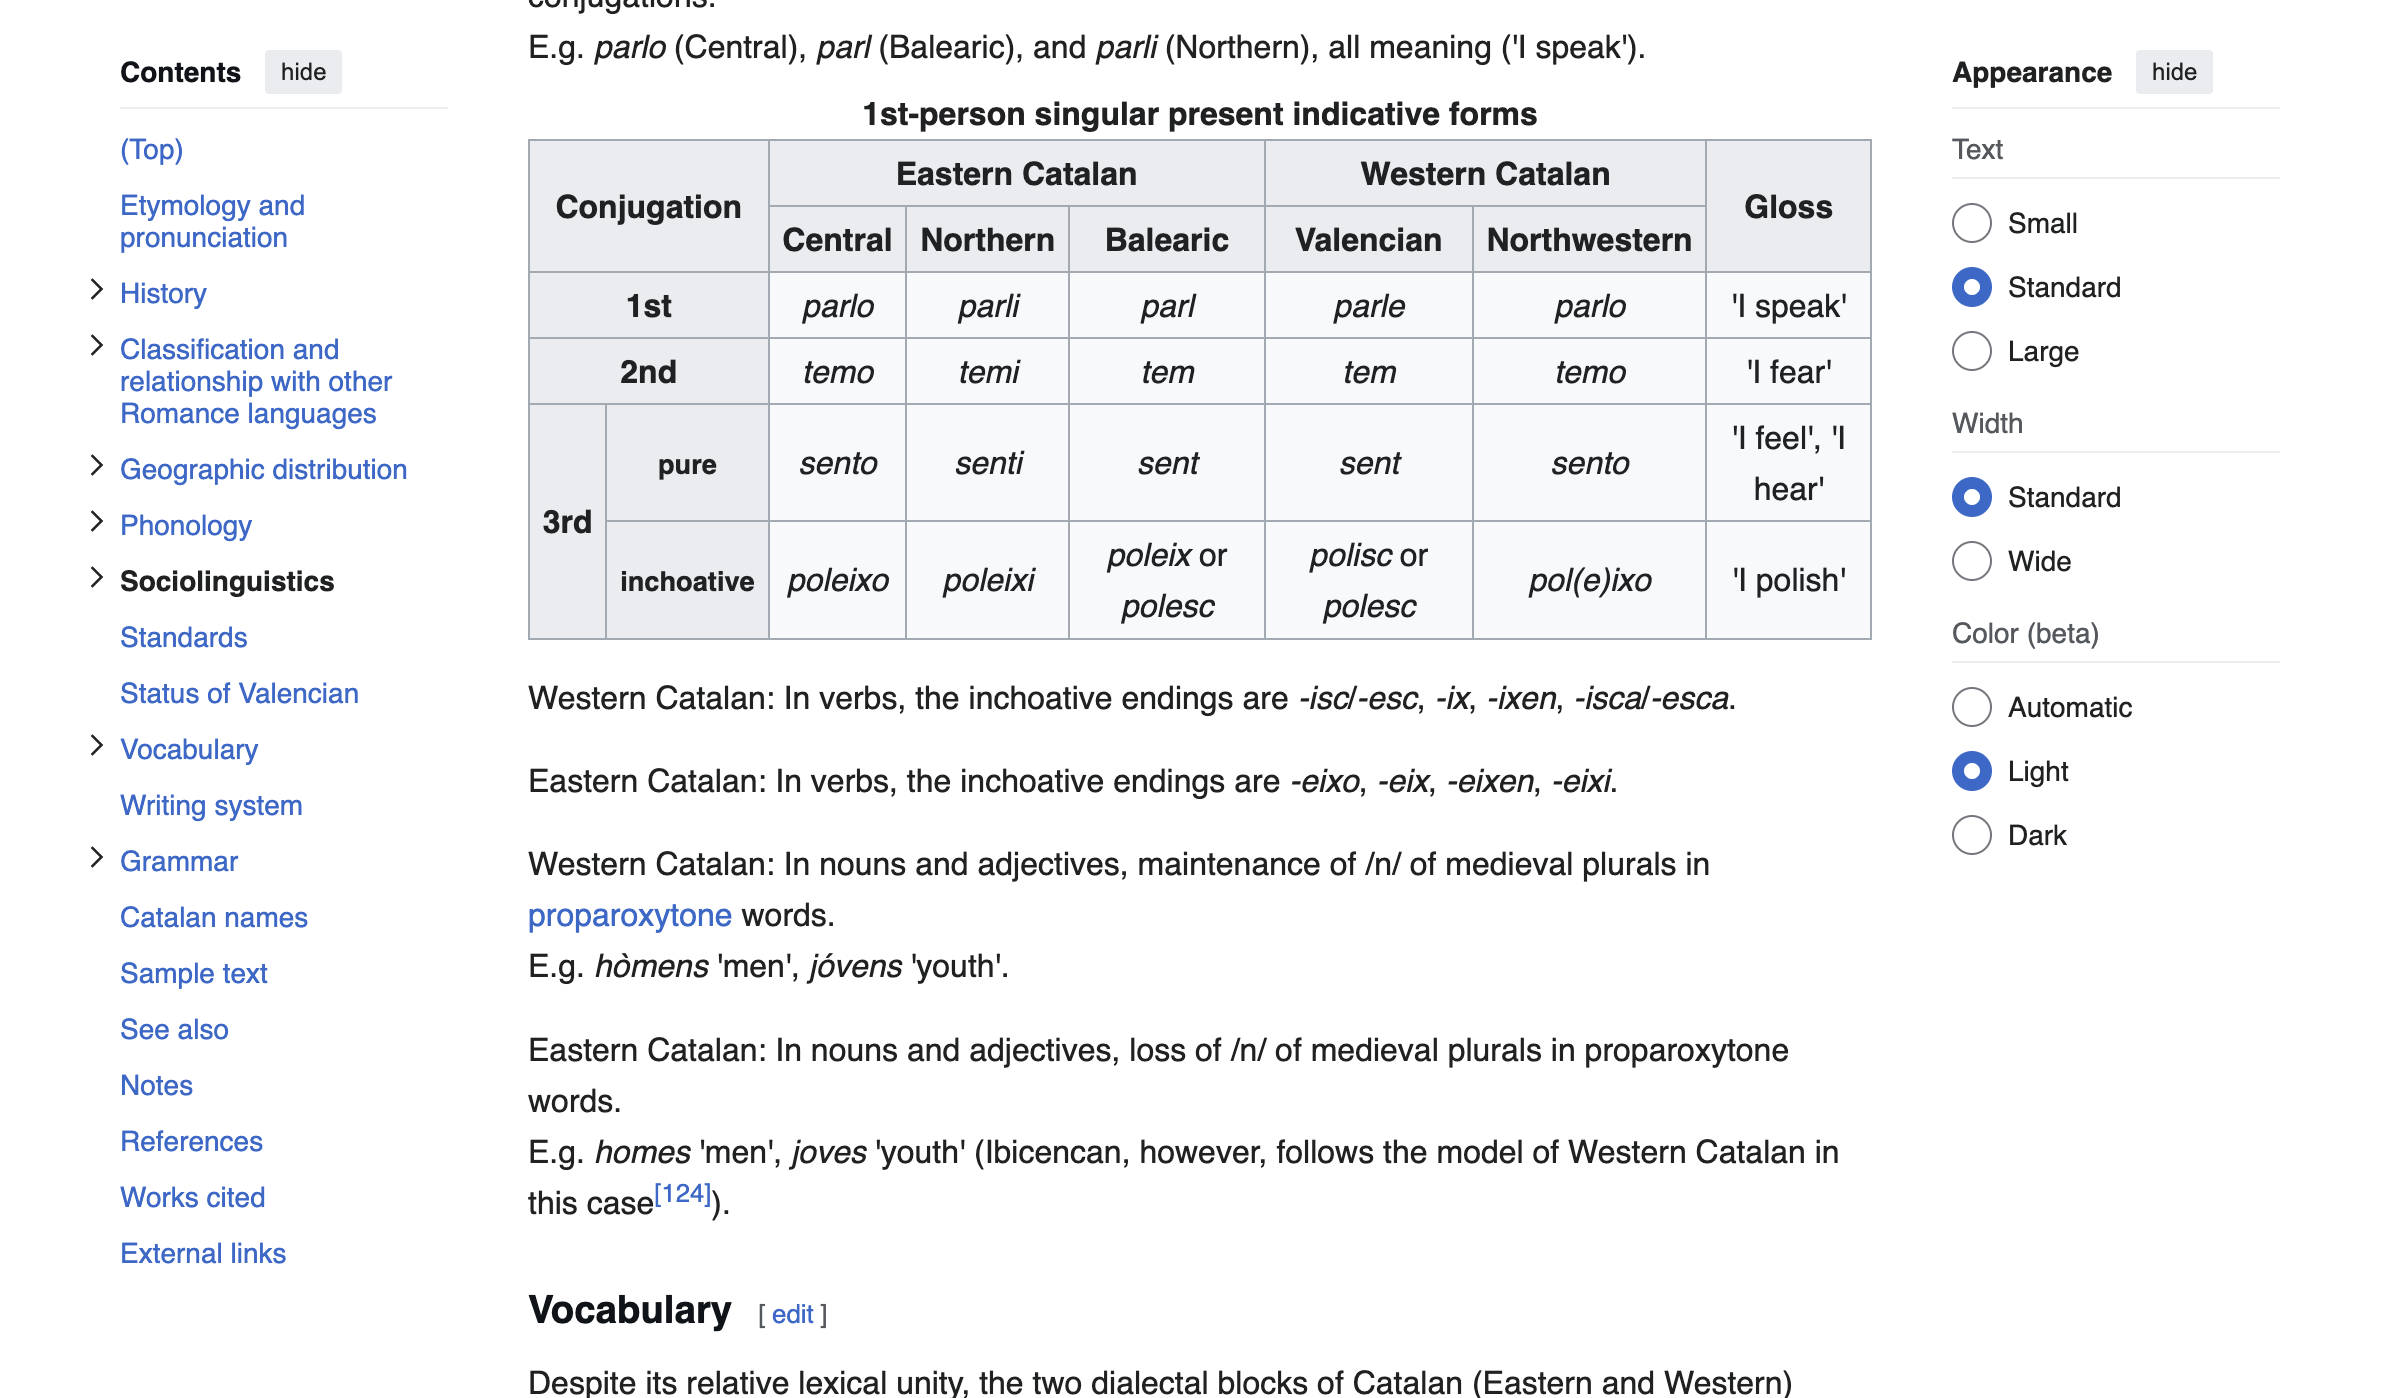 Contents hide
(Top)
Etymology and
pronunciation
History
Classification and
relationship with other
Romance languages
Geographic distribution
Phonology
Sociolinguistics
Standards
Status of Valencian
Vocabulary
Writing system
Grammar
Catalan names
Sample text
See also
Notes
References
Works cited
External links
conjugations.
E.g. parlo (Central), parl (Balearic), and parli (Northern), all meaning ('I speak').
1st-person singular present indicative forms
Conjugation Eastern Catalan Western Catalan Gloss
Central Northern Balearic Valencian Northwestern
1st parlo parli parl parle parlo 'I speak'
2nd temo temi tem tem temo 'I fear'
3rd pure sento senti sent sent sento 'I feel', 'I
hear'
inchoative poleixo poleixi poleix or
polesc polisc or
polesc pol(e)ixo 'I polish'
Western Catalan: In verbs, the inchoative endings are -isc/-esc, -ix, -ixen, -isca/-esca.
Eastern Catalan: In verbs, the inchoative endings are -eixo, -eix, -eixen, -eixi.
Western Catalan: In nouns and adjectives, maintenance of /n/ of medieval plurals in
proparoxytone words.
E.g. hòmens 'men', jóvens 'youth'.
Eastern Catalan: In nouns and adjectives, loss of /n/ of medieval plurals in proparoxytone
words.
E.g. homes 'men', joves 'youth' (Ibicencan, however, follows the model of Western Catalan in
this case[124]).
Vocabulary [ edit ]
Despite its relative lexical unity, the two dialectal blocks of Catalan (Eastern and Western)
Appearance hide
Text
Small
Standard
Large
Width
Standard
Wide
Color (beta)
Automatic
Light
Dark